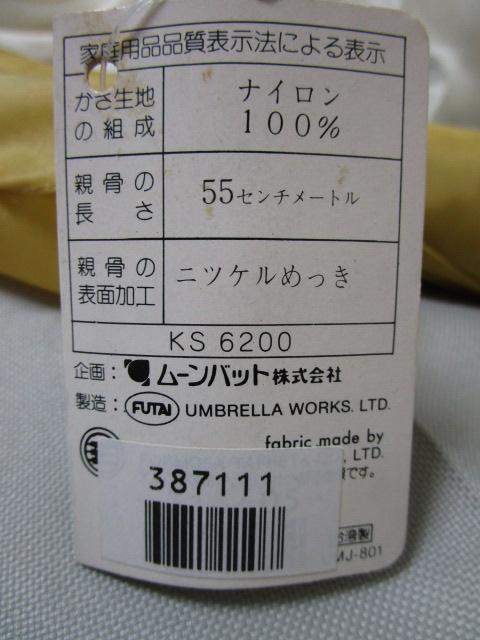 家庭用品品質表示法による表示
かさ生地の組成 ナイロン 100%
親骨の長さ 55センチメートル
親骨の表面加工 ニツケルめっき
KS 6200
企画： ムーンバット株式会社
製造： FUTAI UMBRELLA WORKS. LTD.
fabric made by
, LTD.
です。
387111
台湾製
MJ-801